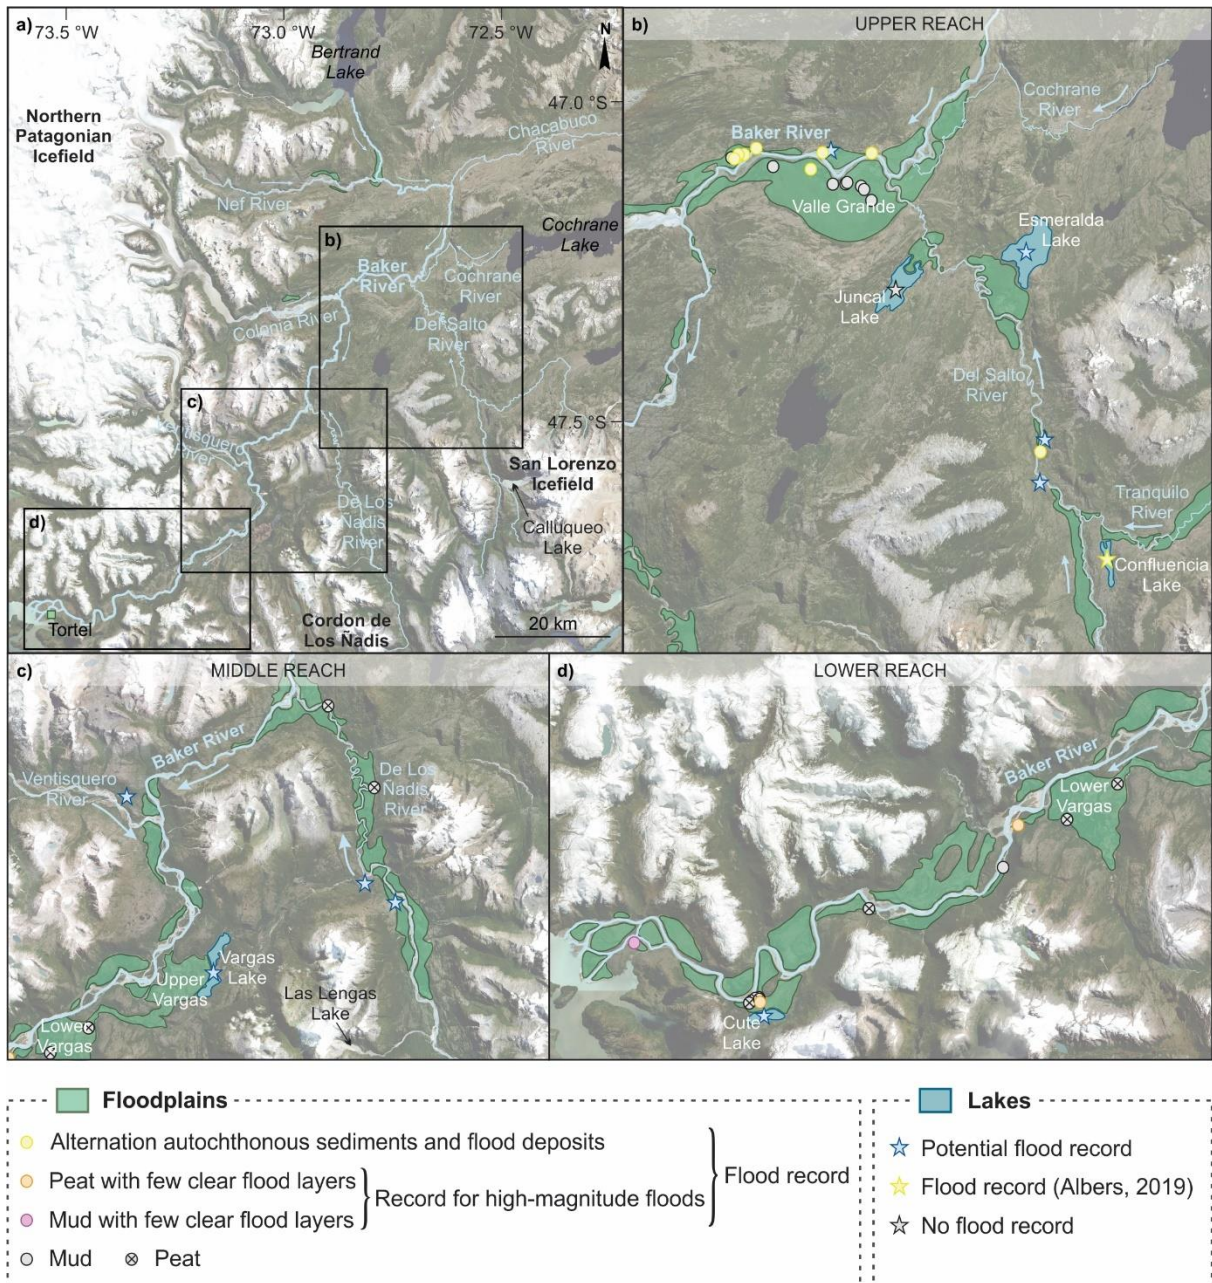 a)
73.5 °W
73.0 °W
72.5 °W
N
Bertrand
Lake
47.0 °S
Northern
Patagonian
Icefield
Chacabuco
River
Nef River
Cochrane
Lake
b)
Baker
River
Cochrane
River
Colonia River
Del Salto
River
c)
47.5 °S
Ventisquero
River
San Lorenzo
Icefield
De Los
Ñadis
River
Calluqueo
Lake
d)
Tortel
Cordon de
Los Ñadis
20 km
b)
UPPER REACH
Cochrane
River
Baker River
Valle Grande
Esmeralda
Lake
Juncal
Lake
Del Salto
River
Tranquilo
River
Confluencia
Lake
c)
MIDDLE REACH
Baker River
Ventisquero
River
De Los
Ñadis
River
Vargas
Lake
Upper
Vargas
Las Lengas
Lake
Lower
Vargas
d)
LOWER REACH
Baker River
Lower
Vargas
Cute
Lake
Floodplains
Alternation autochthonous sediments and flood deposits
Peat with few clear flood layers
Mud with few clear flood layers
Record for high-magnitude floods
Flood record
Mud
Peat
Lakes
Potential flood record
Flood record (Albers, 2019)
No flood record